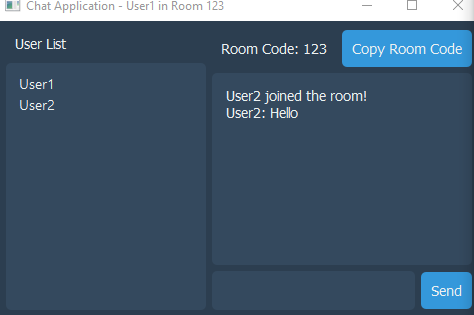 Chat Application - User1 in Room 123
User List
Room Code: 123
Copy Room Code
User1
User2
User2 joined the room!
User2: Hello
Send